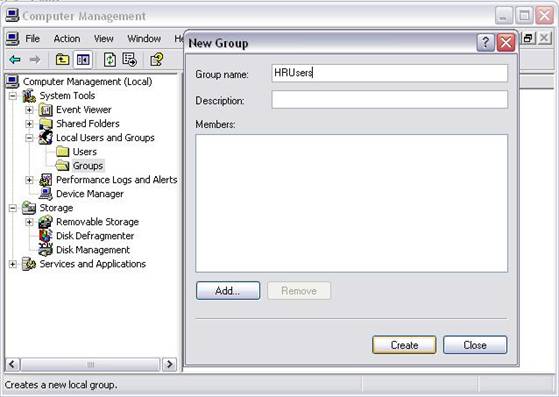 Computer Management
File Action View Window He
New Group
Group name: HRUsers
Description:
Members:
Add...
Remove
Create
Close
Computer Management (Local)
System Tools
Event Viewer
Shared Folders
Local Users and Groups
Users
Groups
Performance Logs and Alerts
Device Manager
Storage
Removable Storage
Disk Defragmenter
Disk Management
Services and Applications
Creates a new local group.